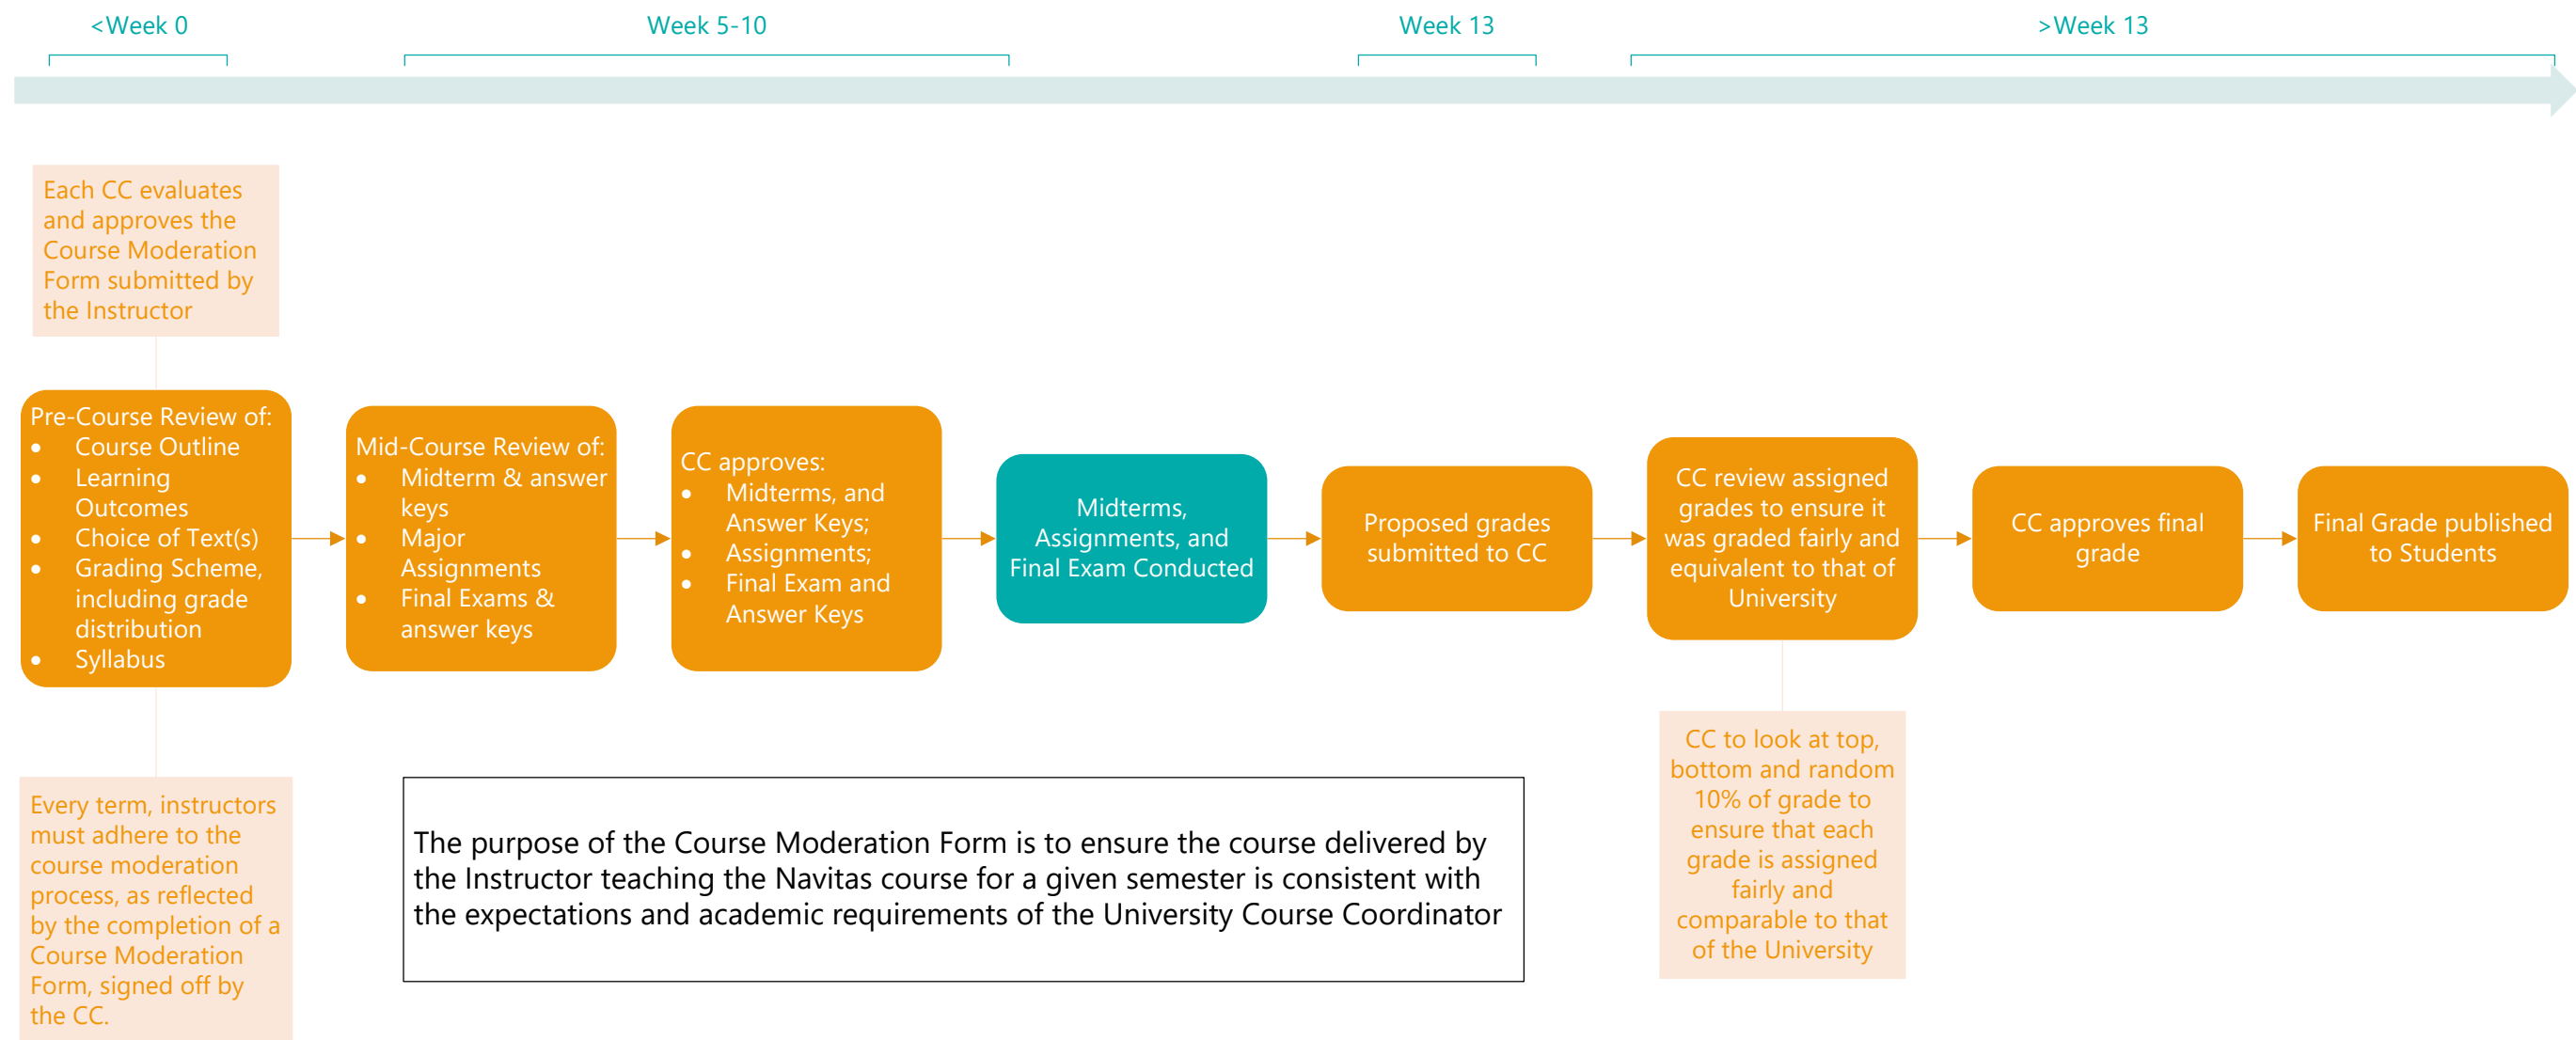 <Week 0
Week 5-10
Week 13
>Week 13
Each CC evaluates
and approves the
Course Moderation
Form submitted by
the Instructor
Pre-Course Review of:
• Course Outline
• Learning
Outcomes
• Choice of Text(s)
• Grading Scheme,
including grade
distribution
• Syllabus
Mid-Course Review of:
• Midterm & answer
keys
• Major
Assignments
• Final Exams &
answer keys
CC approves:
• Midterms, and
Answer Keys;
• Assignments;
• Final Exam and
Answer Keys
Midterms,
Assignments, and
Final Exam Conducted
Proposed grades
submitted to CC
CC review assigned
grades to ensure it
was graded fairly and
equivalent to that of
University
CC approves final
grade
Final Grade published
to Students
Every term, instructors
must adhere to the
course moderation
process, as reflected
by the completion of a
Course Moderation
Form, signed off by
the CC.
The purpose of the Course Moderation Form is to ensure the course delivered by
the Instructor teaching the Navitas course for a given semester is consistent with
the expectations and academic requirements of the University Course Coordinator
CC to look at top,
bottom and random
10% of grade to
ensure that each
grade is assigned
fairly and
comparable to that
of the University